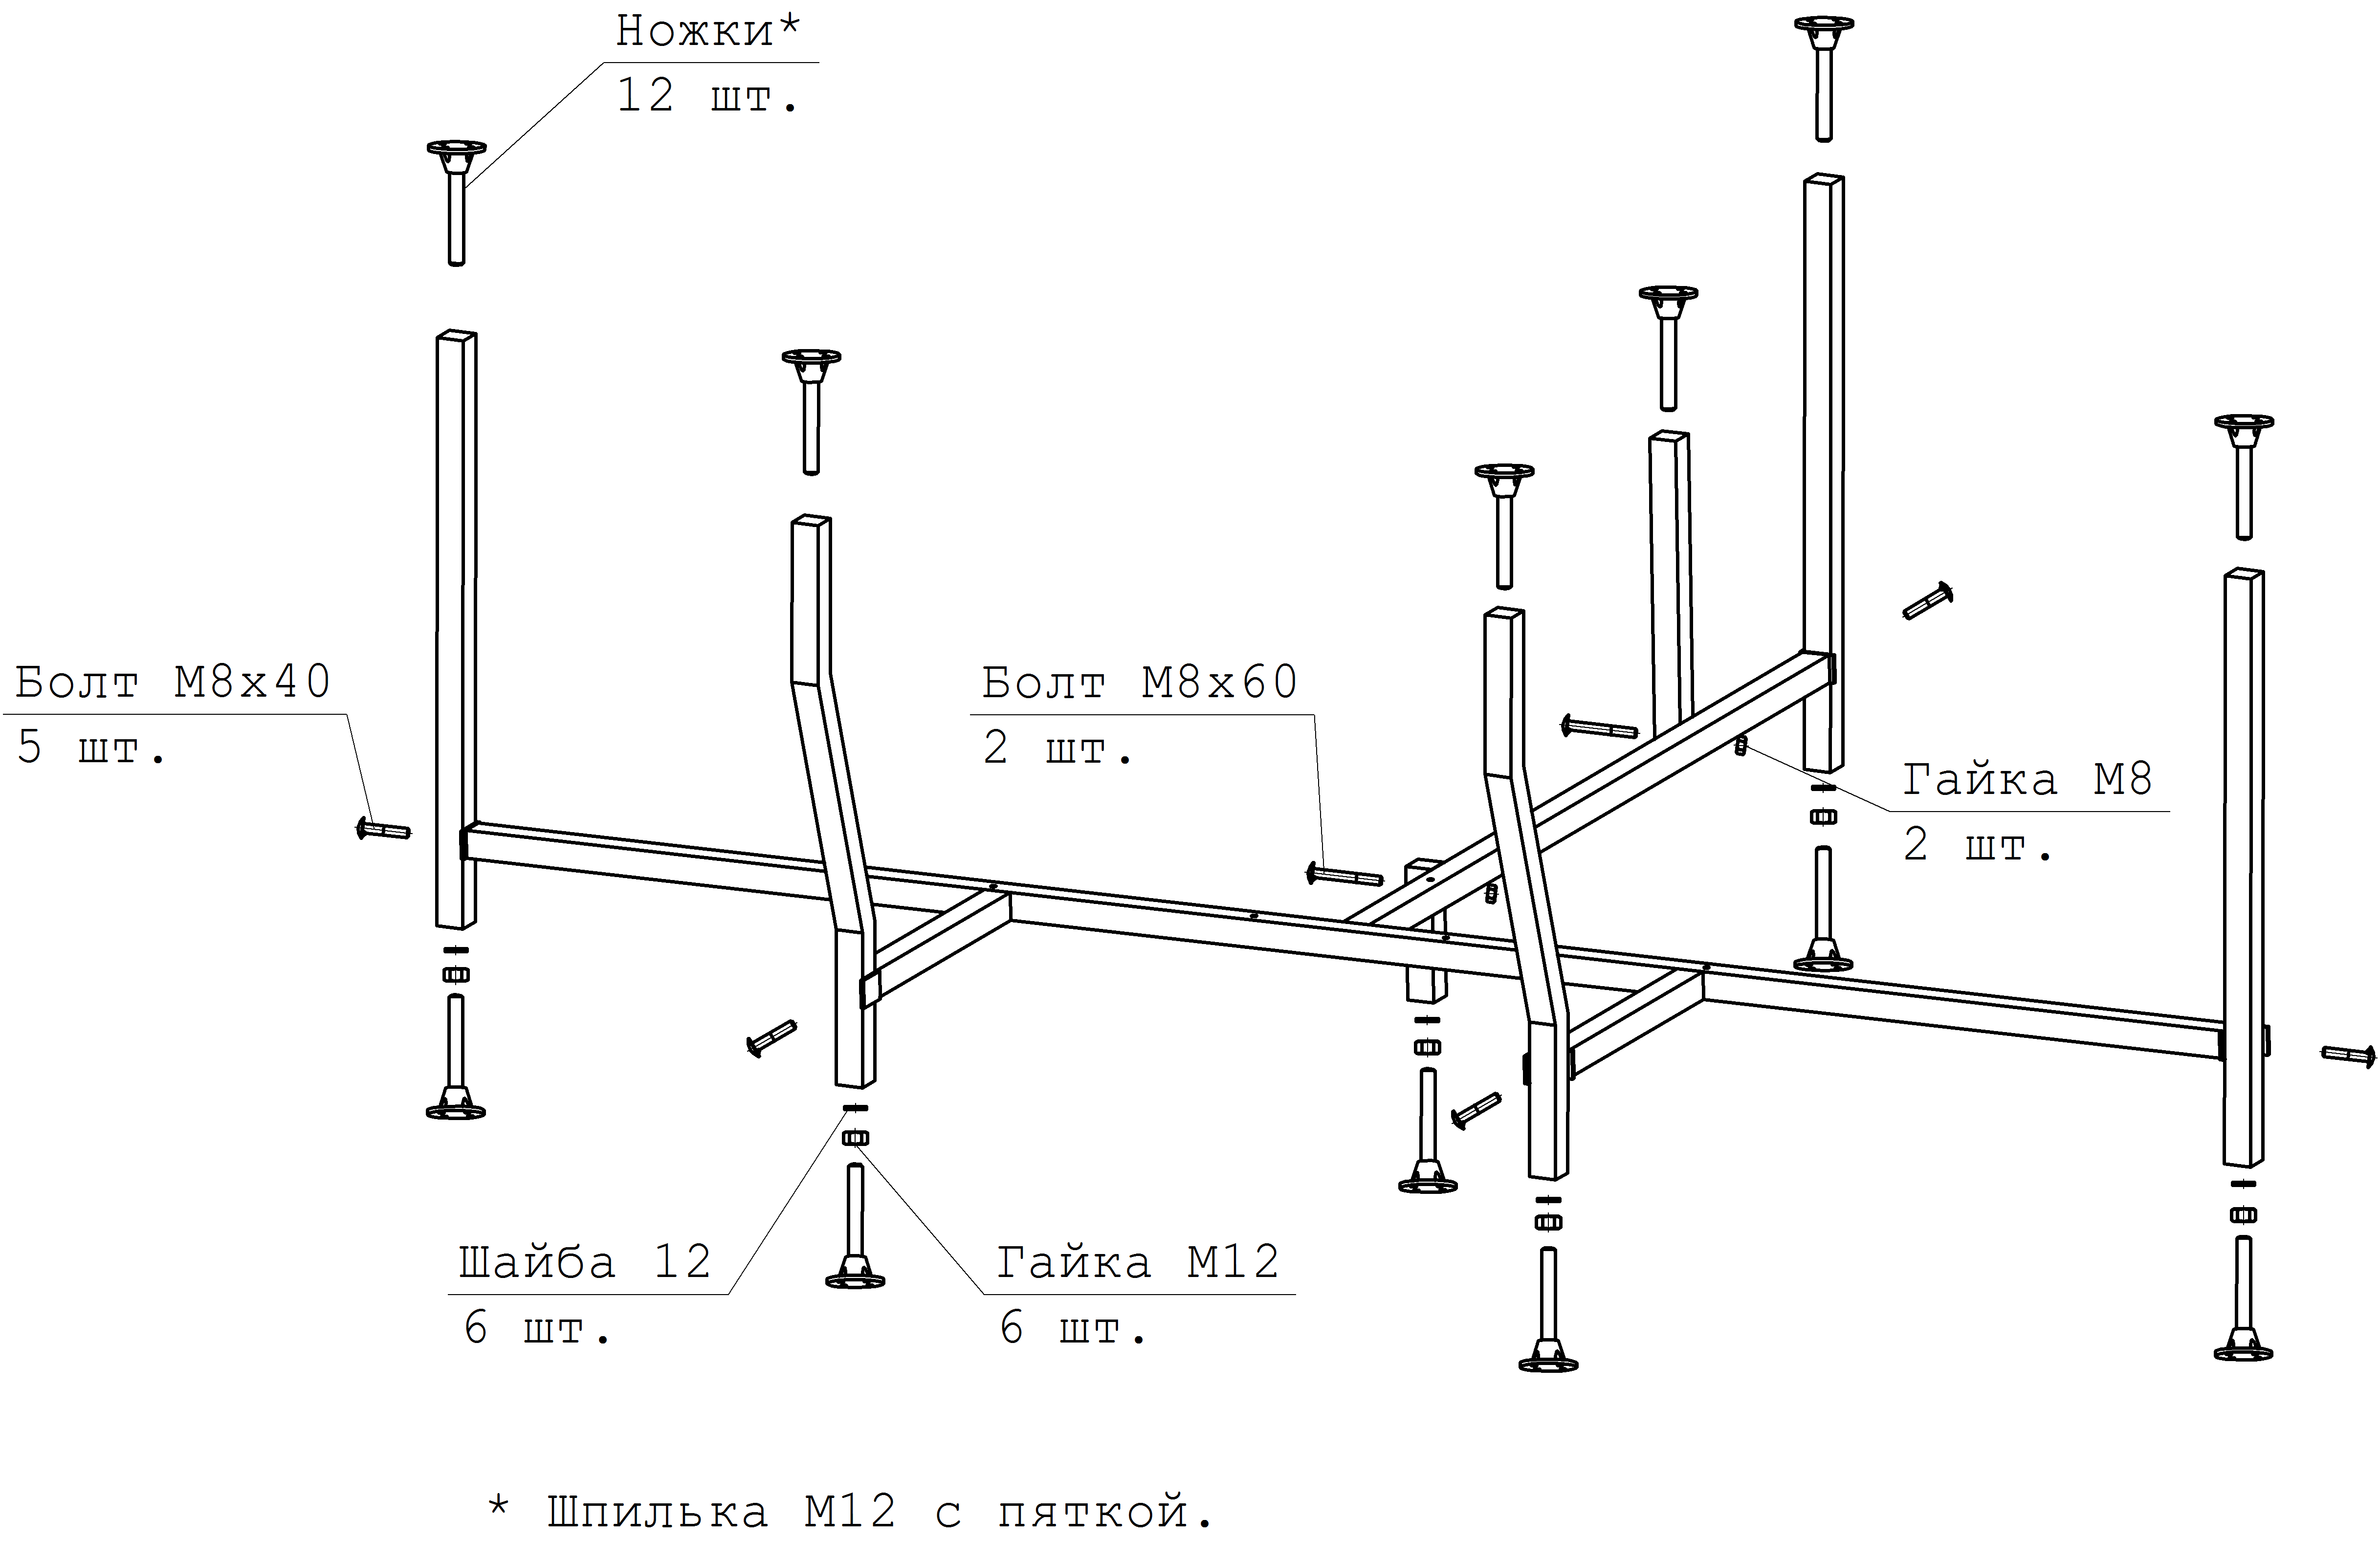 Ножки*
12 шт.
Болт М8х40
5 шт.
Болт М8х60
2 шт.
Гайка М8
2 шт.
Шайба 12
6 шт.
Гайка М12
6 шт.
* Шпилька М12 с пяткой.